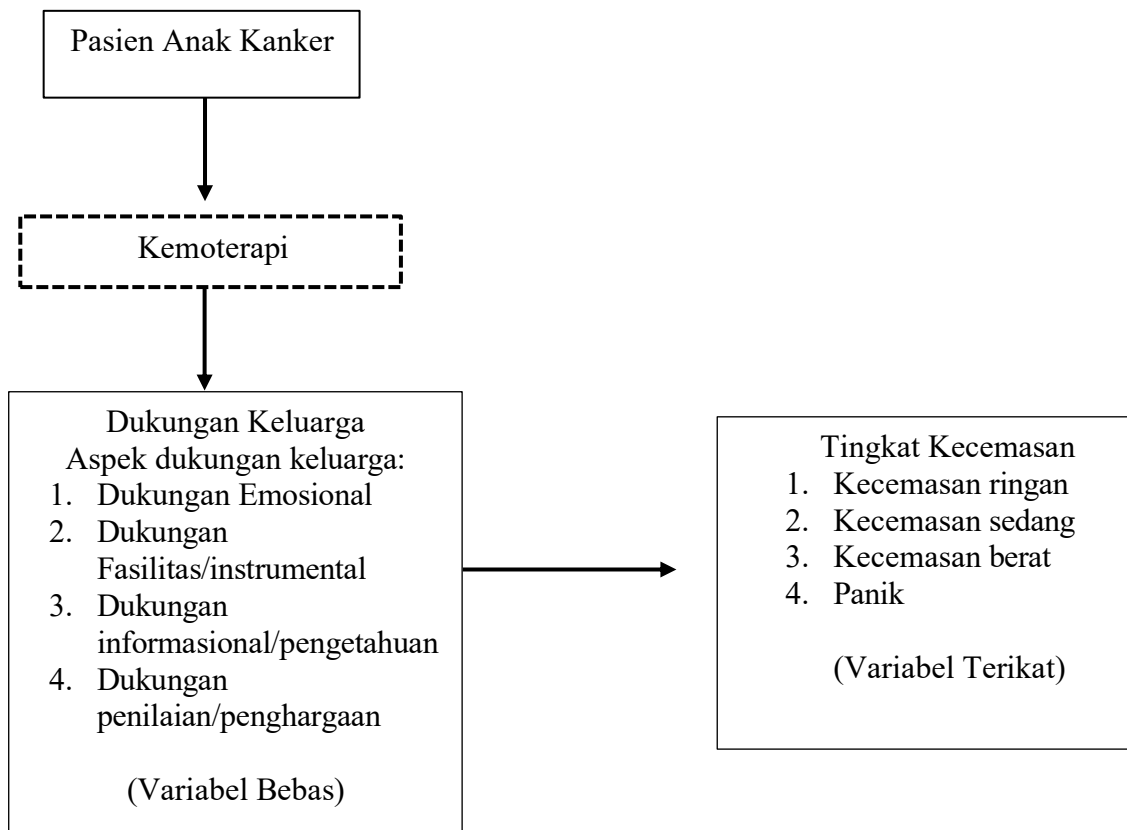 Pasien Anak Kanker
Kemoterapi
Dukungan Keluarga
Aspek dukungan keluarga:
1. Dukungan Emosional
2. Dukungan
Fasilitas/instrumental
3. Dukungan
informasional/pengetahuan
4. Dukungan
penilaian/penghargaan
(Variabel Bebas)
Tingkat Kecemasan
1. Kecemasan ringan
2. Kecemasan sedang
3. Kecemasan berat
4. Panik
(Variabel Terikat)